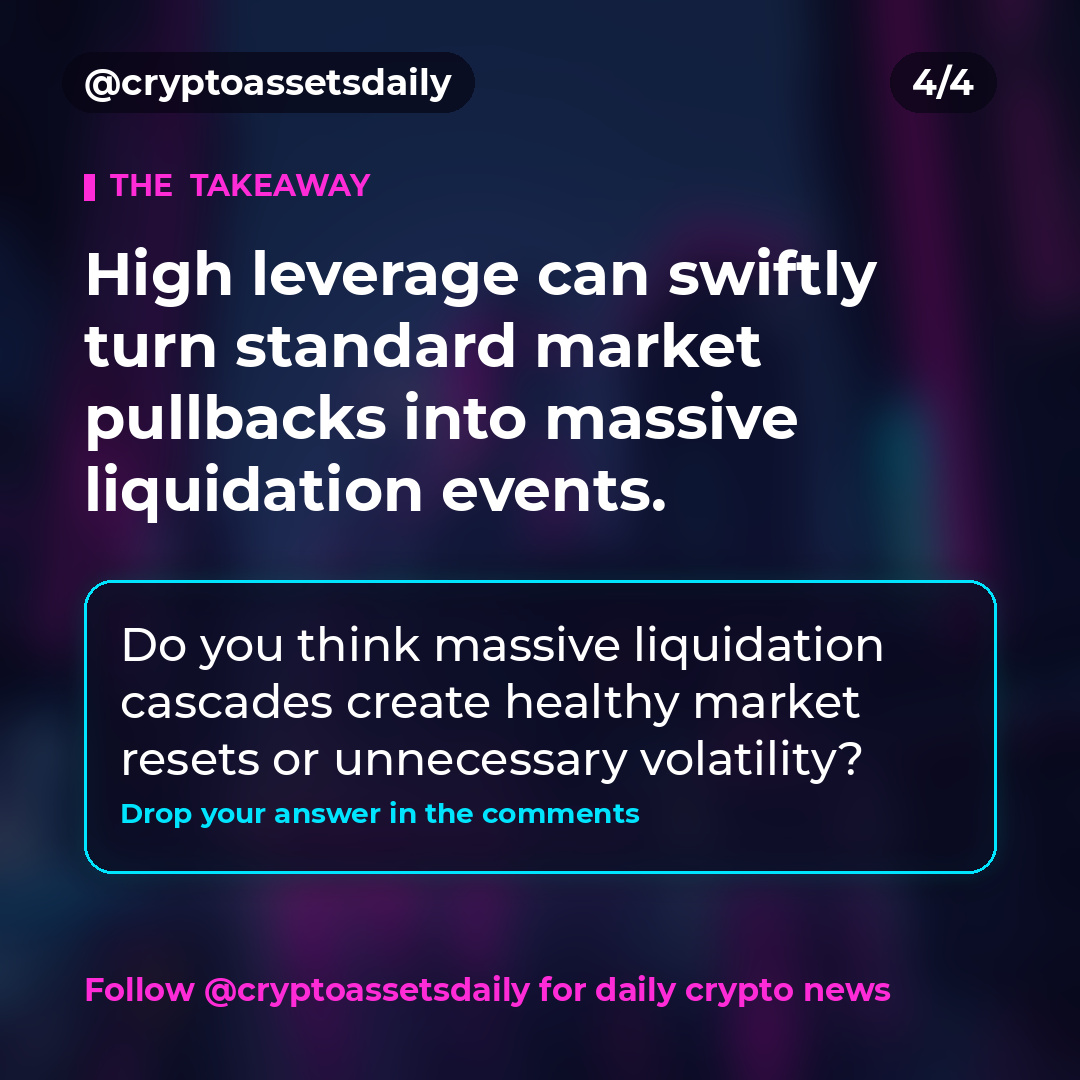 @cryptoassetsdaily
4/4
THE TAKEAWAY
High leverage can swiftly
turn standard market
pullbacks into massive
liquidation events.
Do you think massive liquidation
cascades create healthy market
resets or unnecessary volatility?
Drop your answer in the comments
Follow @cryptoassetsdaily for daily crypto news